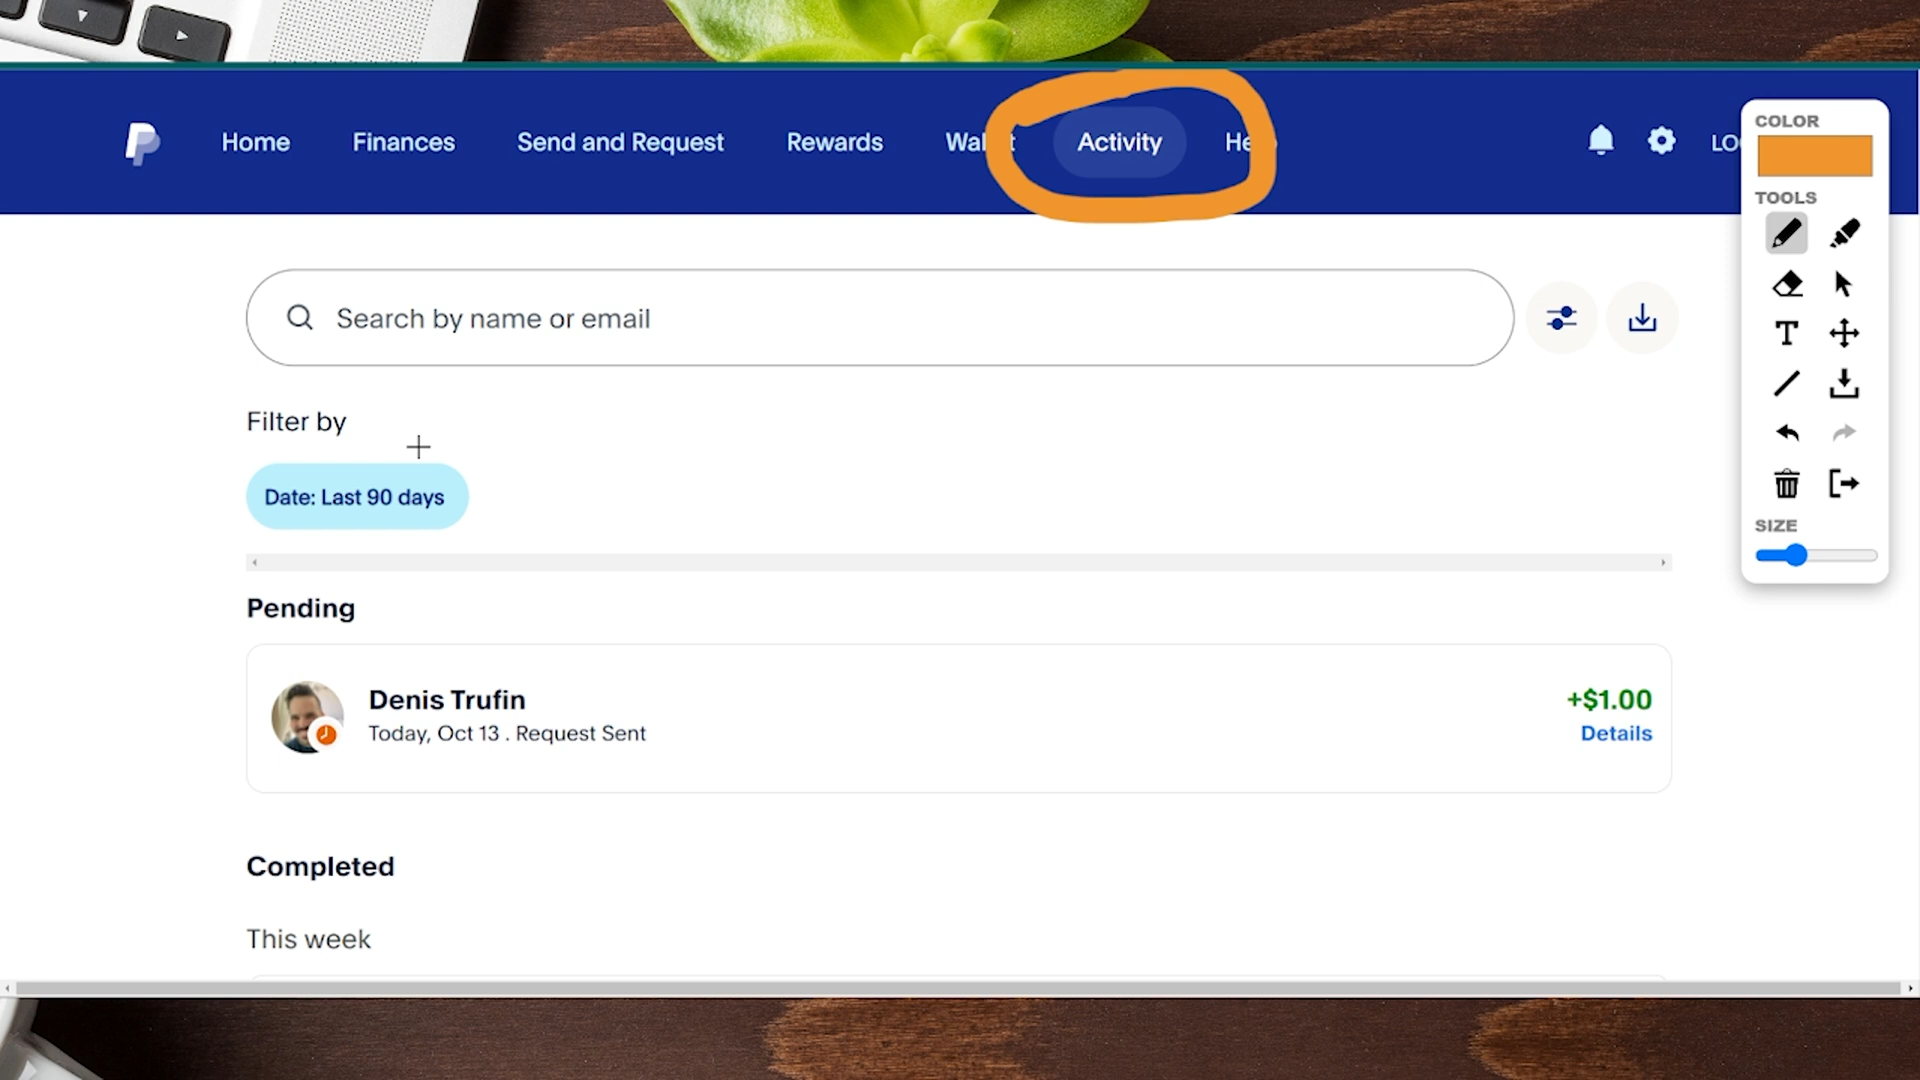 Home Finances Send and Request Rewards Activity
COLOR
TOOLS
Search by name or email
Filter by
Date: Last 90 days
SIZE
Pending
Denis Trufin +$1.00
Today, Oct 13 . Request Sent Details
Completed
This week